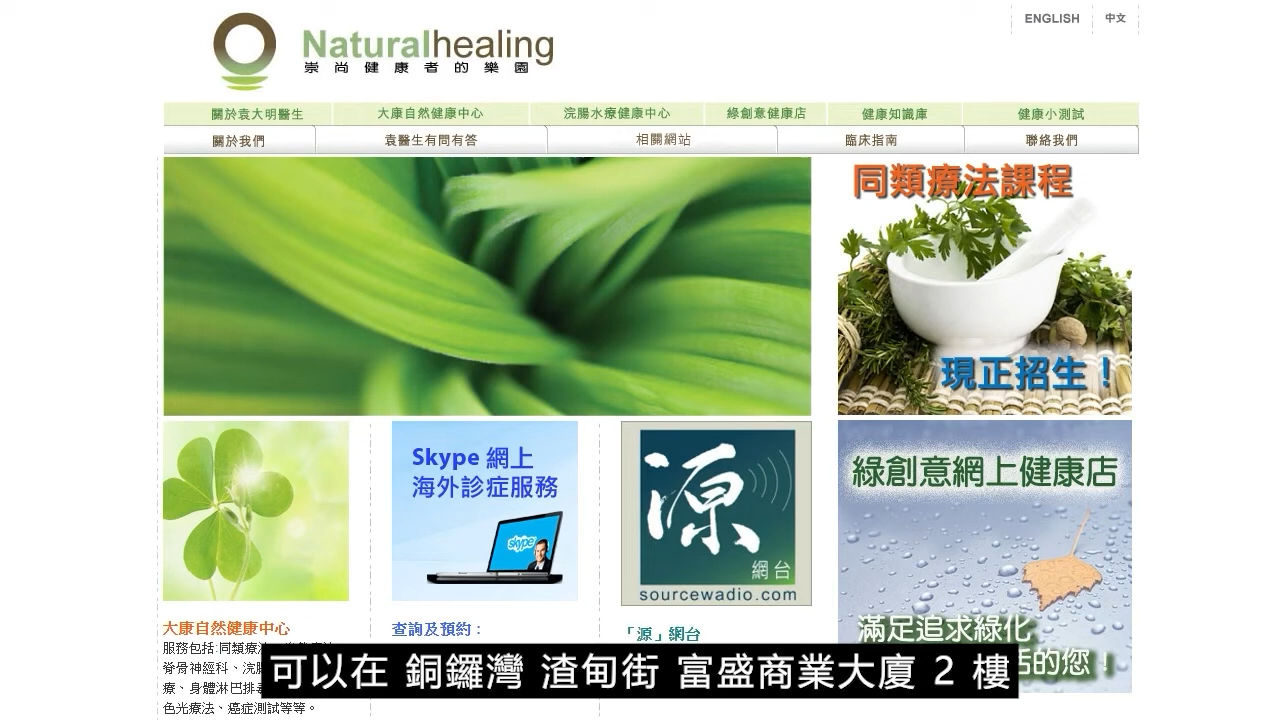 ENGLISH 中文
Naturalhealing
崇尚健康者的樂園
關於袁大明醫生 大康自然健康中心 浣腸水療健康中心 綠創意健康店 健康知識庫 健康小測試
關於我們 袁醫生有問有答 相關網站 臨床指南 聯絡我們
同類療法課程
現正招生！
Skype 網上
海外診症服務
skype
源
網台
sourcewadio.com
綠創意網上健康店
滿足追求綠化
活的您！
大康自然健康中心
服務包括:同類療
脊骨神經科、浣腸
療、身體淋巴排毒
色光療法、癌症測試等等。
查詢及預約：
「源」網台
可以在 銅鑼灣 渣甸街 富盛商業大廈 2 樓